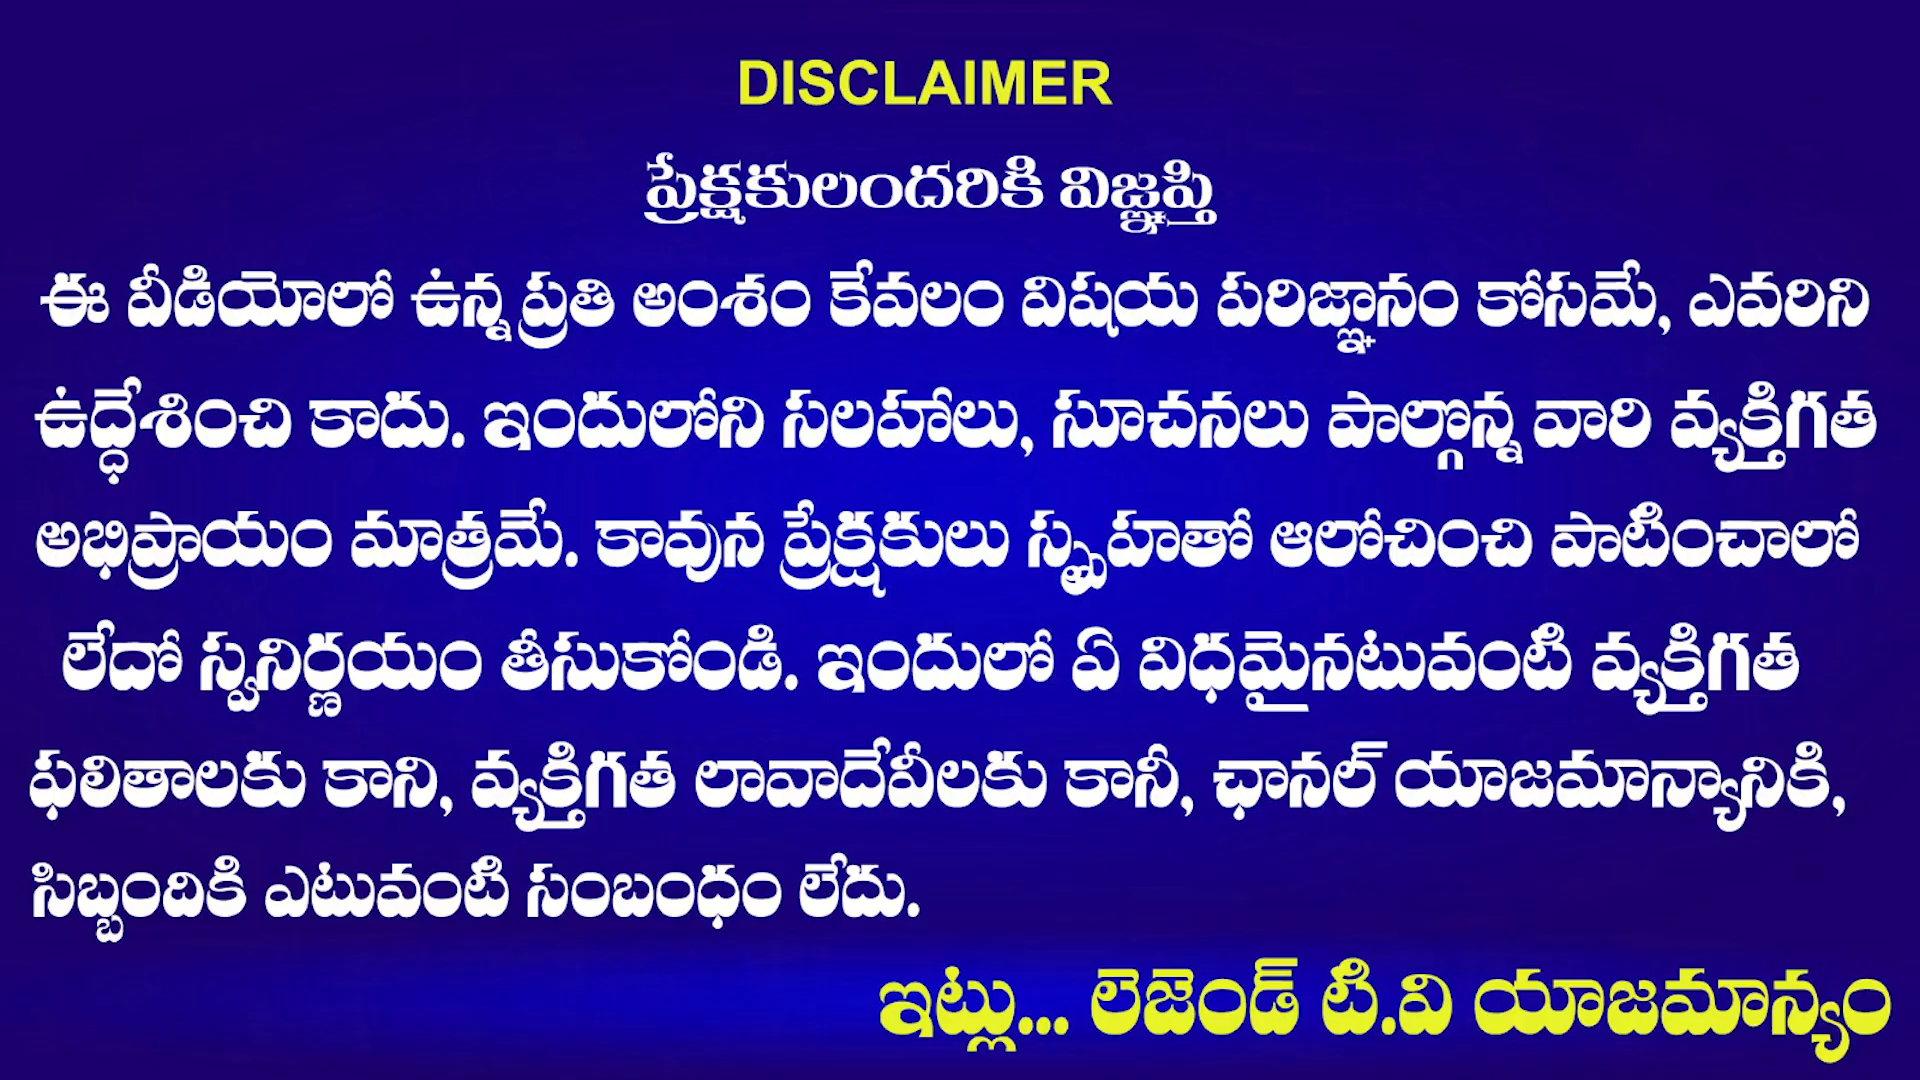 DISCLAIMER
ప్రేక్షకులందరికి విజ్ఞప్తి
ఈ వీడియోలో ఉన్న ప్రతి అంశం కేవలం విషయ పరిజ్ఞానం కోసమే, ఎవరిని
ఉద్ధేశించి కాదు. ఇందులోని సలహాలు, సూచనలు పాల్గొన్న వారి వ్యక్తిగత
అభిప్రాయం మాత్రమే. కావున ప్రేక్షకులు స్పృహతో ఆలోచించి పాటించాలో
లేదో స్వనిర్ణయం తీసుకోండి. ఇందులో ఏ విధమైనటువంటి వ్యక్తిగత
ఫలితాలకు కాని, వ్యక్తిగత లావాదేవీలకు కానీ, ఛానల్ యాజమాన్యానికి,
సిబ్బందికి ఎటువంటి సంబంధం లేదు.
ఇట్లు... లెజెండ్ టి.వి యాజమాన్యం